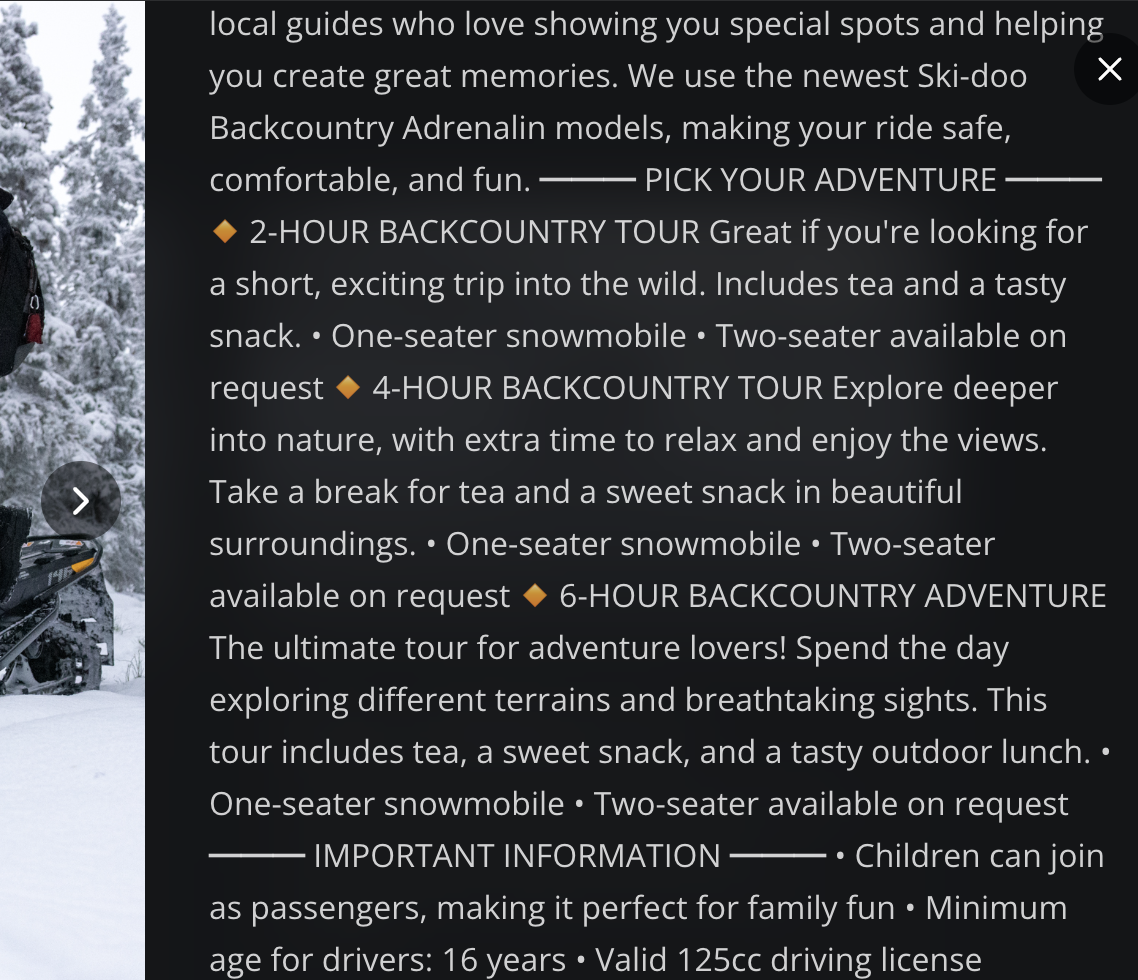 local guides who love showing you special spots and helping
you create great memories. We use the newest Ski-doo
Backcountry Adrenalin models, making your ride safe,
comfortable, and fun. ——— PICK YOUR ADVENTURE ———
🔸 2-HOUR BACKCOUNTRY TOUR Great if you're looking for
a short, exciting trip into the wild. Includes tea and a tasty
snack. • One-seater snowmobile • Two-seater available on
request 🔸 4-HOUR BACKCOUNTRY TOUR Explore deeper
into nature, with extra time to relax and enjoy the views.
Take a break for tea and a sweet snack in beautiful
surroundings. • One-seater snowmobile • Two-seater
available on request 🔸 6-HOUR BACKCOUNTRY ADVENTURE
The ultimate tour for adventure lovers! Spend the day
exploring different terrains and breathtaking sights. This
tour includes tea, a sweet snack, and a tasty outdoor lunch. •
One-seater snowmobile • Two-seater available on request
——— IMPORTANT INFORMATION ——— • Children can join
as passengers, making it perfect for family fun • Minimum
age for drivers: 16 years • Valid 125cc driving license
146